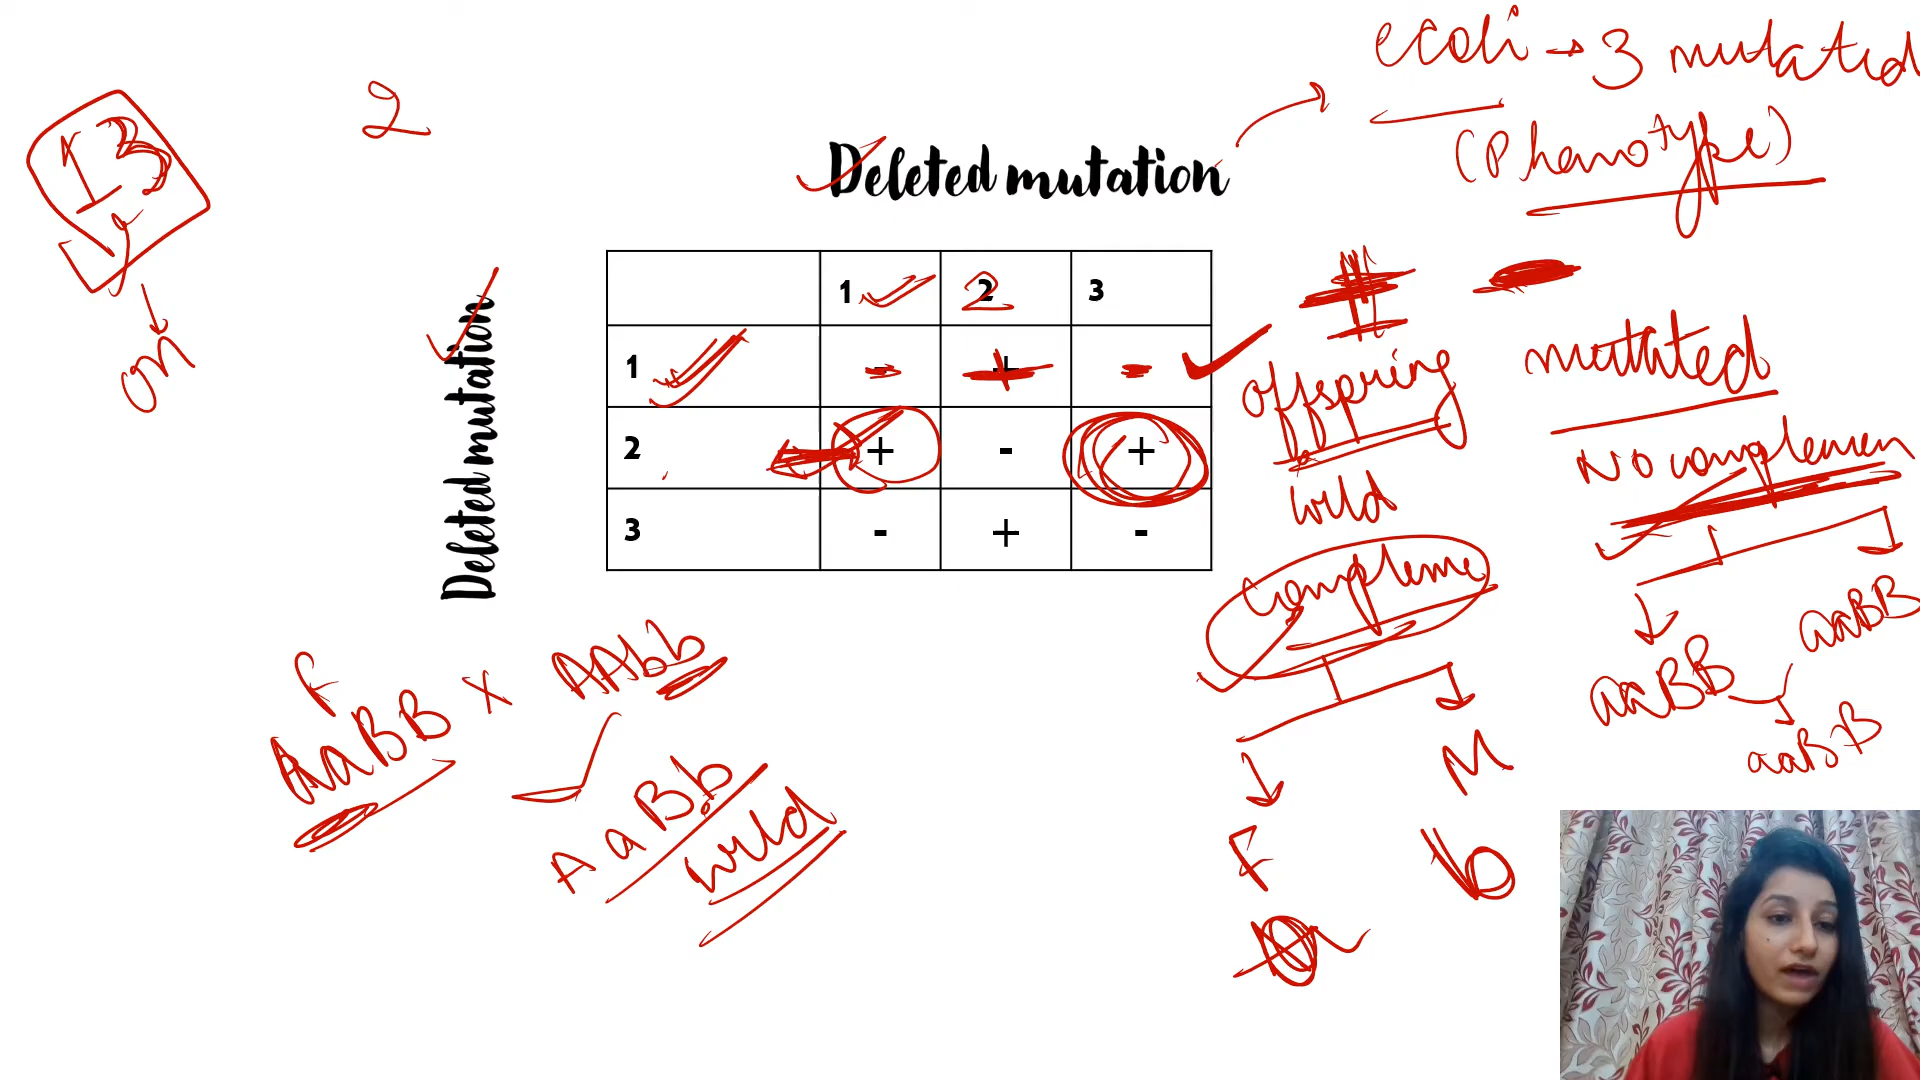 ecoli → 3 mutated
(Phenotype)
13
2
on
Deleted mutation
Deleted mutation
1 2 3
1 - + -
2 + - +
3 - + -
offspring
wild
Compleme
F M
b
mutated
No complemen
aaBB aaBB
aaBB
F
AaBB X AAbb
AaBb
wild